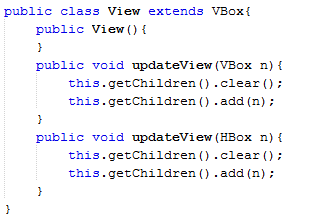 public class View extends VBox{
    public View(){
    }
    public void updateView(VBox n){
        this.getChildren().clear();
        this.getChildren().add(n);
    }
    public void updateView(HBox n){
        this.getChildren().clear();
        this.getChildren().add(n);
    }
}